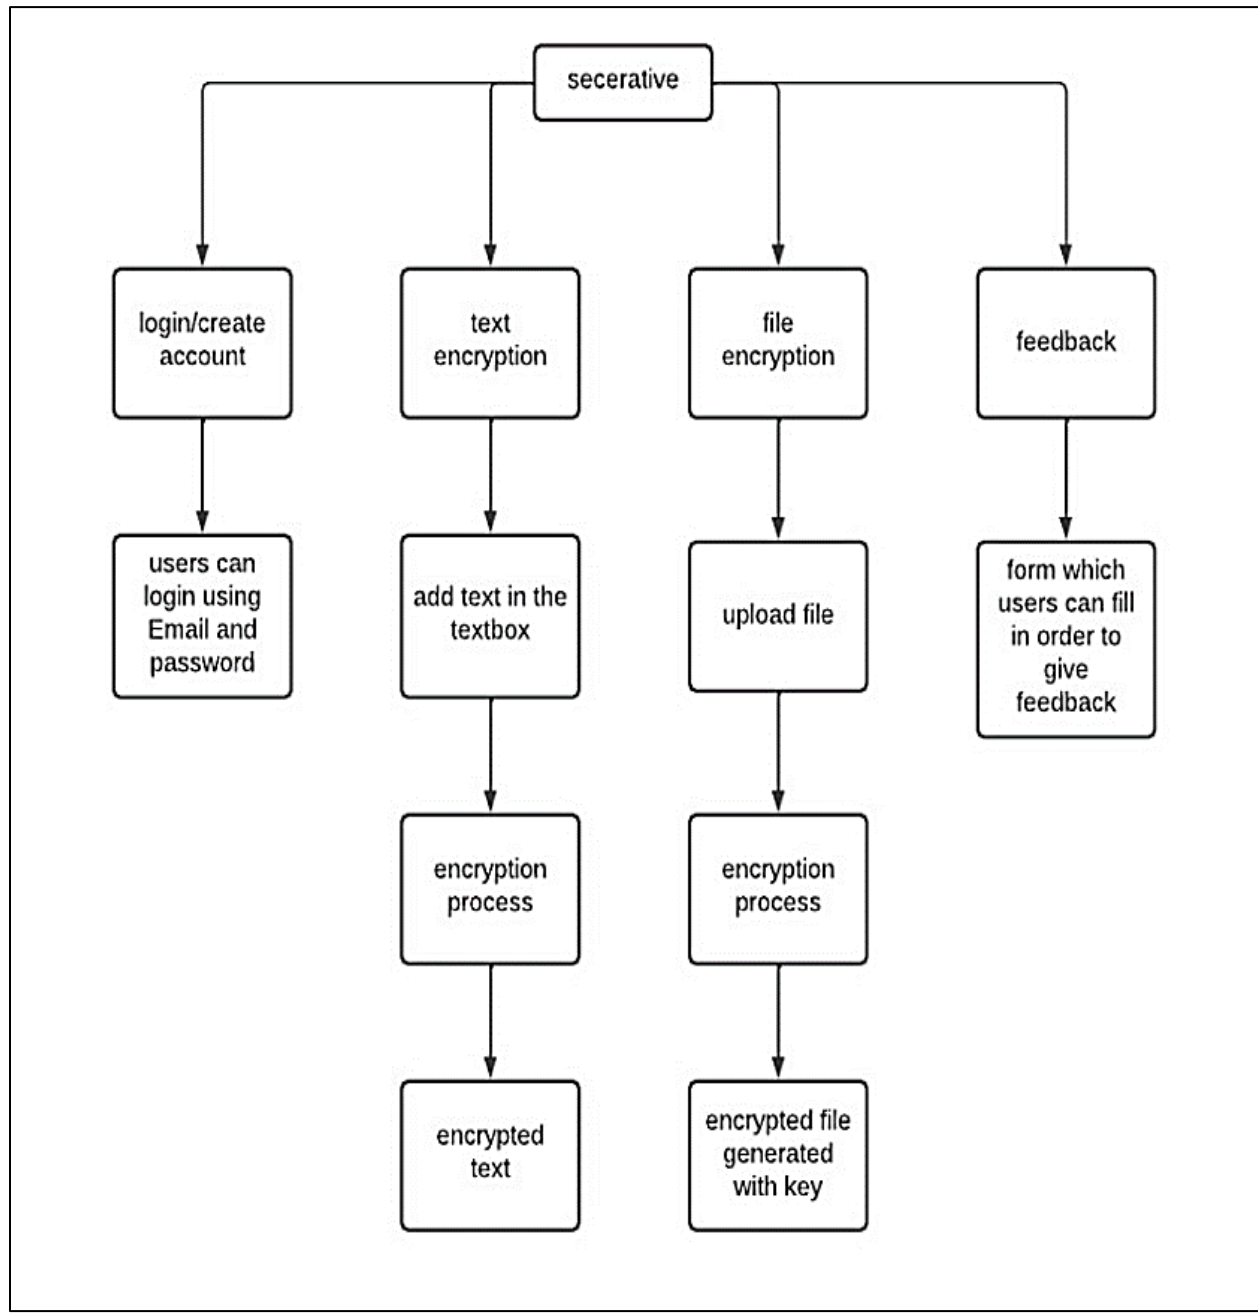 secerative
login/create
account
text
encryption
file
encryption
feedback
users can
login using
Email and
password
add text in the
textbox
upload file
form which
users can fill
in order to
give
feedback
encryption
process
encryption
process
encrypted
text
encrypted file
generated
with key